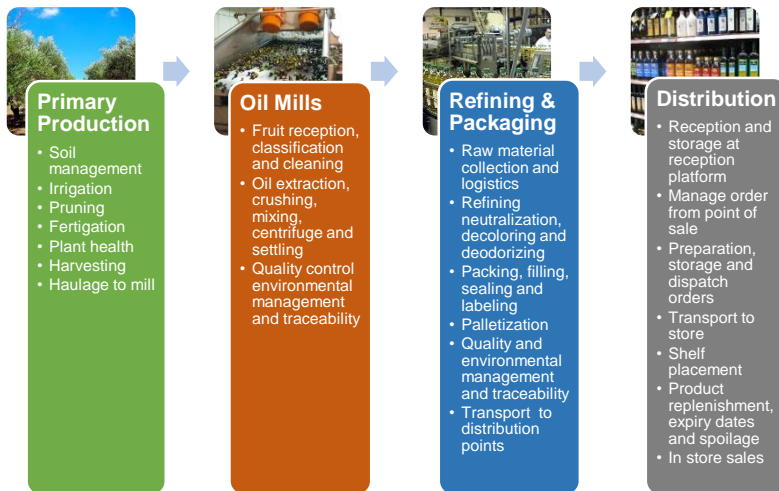 Primary
Production
• Soil
management
• Irrigation
• Pruning
• Fertigation
• Plant health
• Harvesting
• Haulage to mill
Oil Mills
• Fruit reception,
classification
and cleaning
• Oil extraction,
crushing,
mixing,
centrifuge and
settling
• Quality control
environmental
management
and traceability
Refining &
Packaging
• Raw material
collection and
logistics
• Refining
neutralization,
decoloring and
deodorizing
• Packing, filling,
sealing and
labeling
• Palletization
• Quality and
environmental
management
and traceability
• Transport to
distribution
points
Distribution
• Reception and
storage at
reception
platform
• Manage order
from point of
sale
• Preparation,
storage and
dispatch
orders
• Transport to
store
• Shelf
placement
• Product
replenishment,
expiry dates
and spoilage
• In store sales